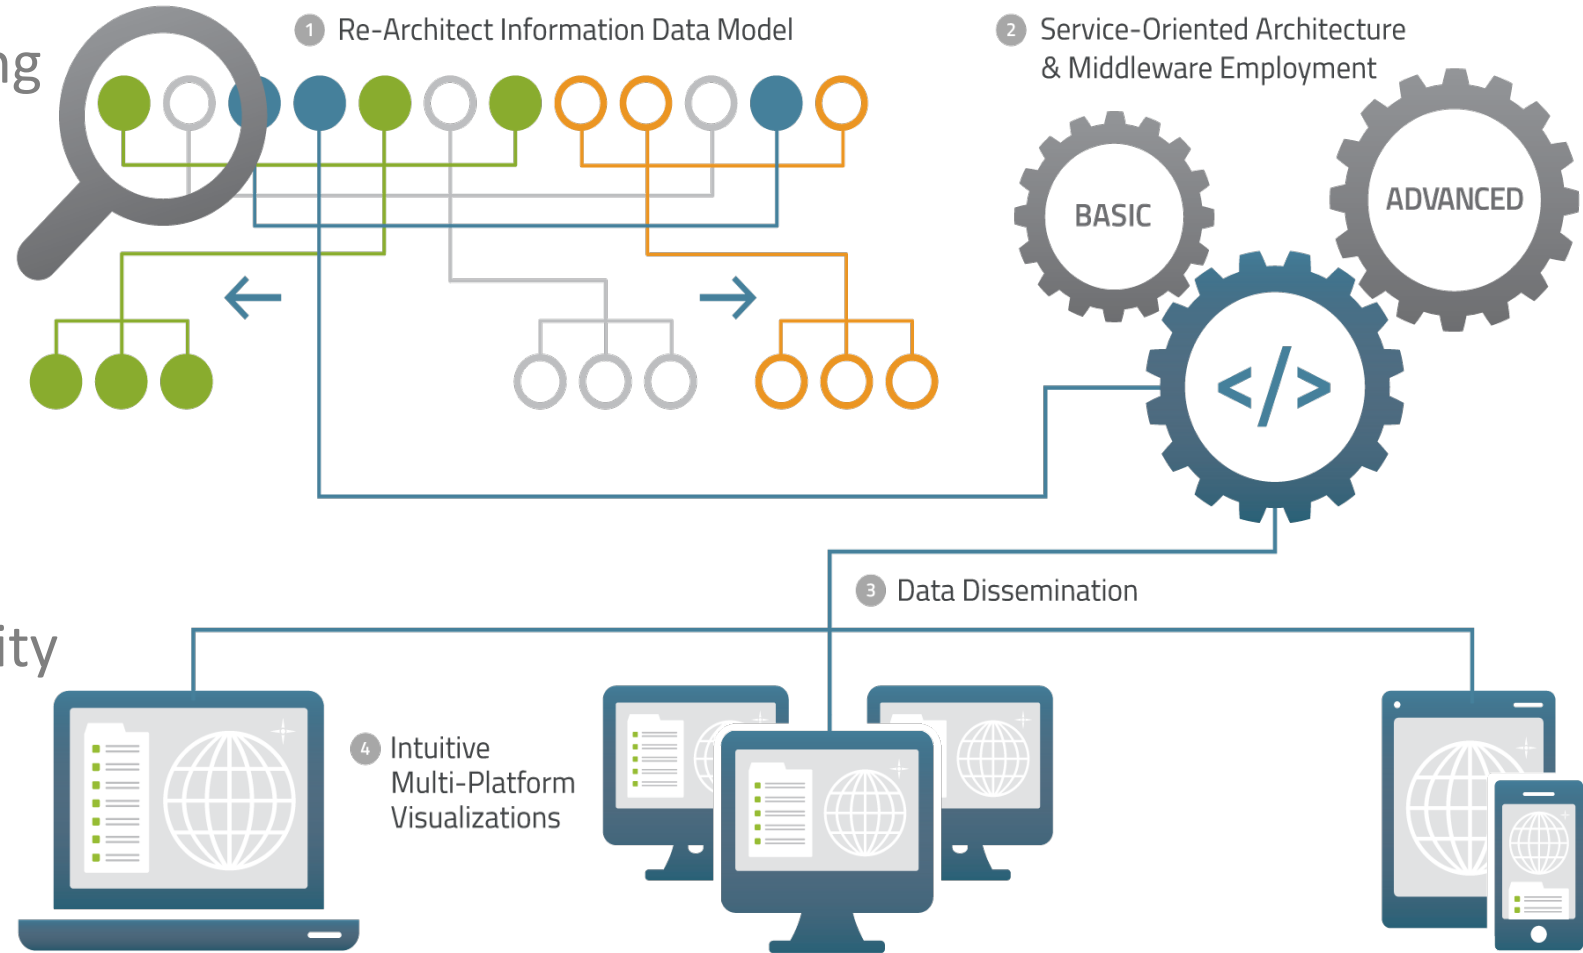 1 Re-Architect Information Data Model
2 Service-Oriented Architecture
& Middleware Employment
ng
BASIC
ADVANCED
</>
3 Data Dissemination
ity
4 Intuitive
Multi-Platform
Visualizations